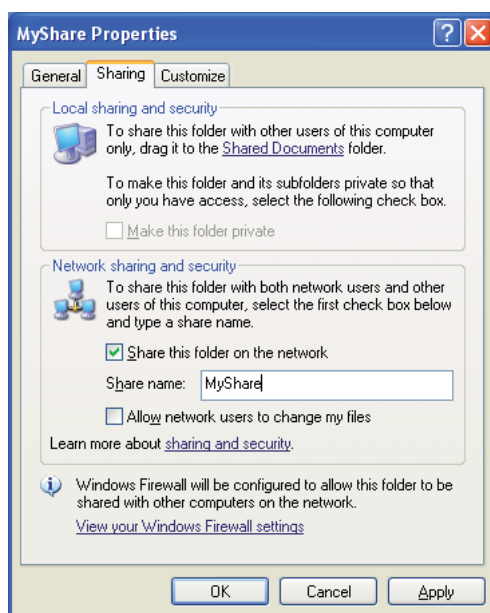 MyShare Properties
General Sharing Customize
Local sharing and security
To share this folder with other users of this computer
only, drag it to the Shared Documents folder.
To make this folder and its subfolders private so that
only you have access, select the following check box.
Make this folder private
Network sharing and security
To share this folder with both network users and other
users of this computer, select the first check box below
and type a share name.
Share this folder on the network
Share name: MyShare
Allow network users to change my files
Learn more about sharing and security.
Windows Firewall will be configured to allow this folder to be
shared with other computers on the network.
View your Windows Firewall settings
OK Cancel Apply